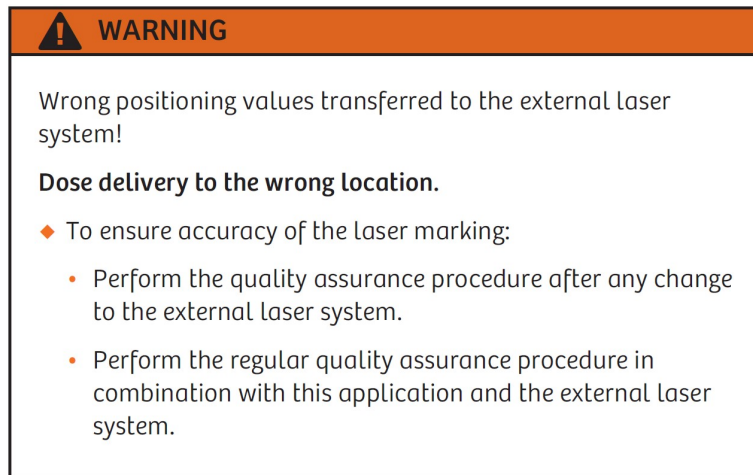 WARNING
Wrong positioning values transferred to the external laser
system!
Dose delivery to the wrong location.
◆ To ensure accuracy of the laser marking:
• Perform the quality assurance procedure after any change
to the external laser system.
• Perform the regular quality assurance procedure in
combination with this application and the external laser
system.